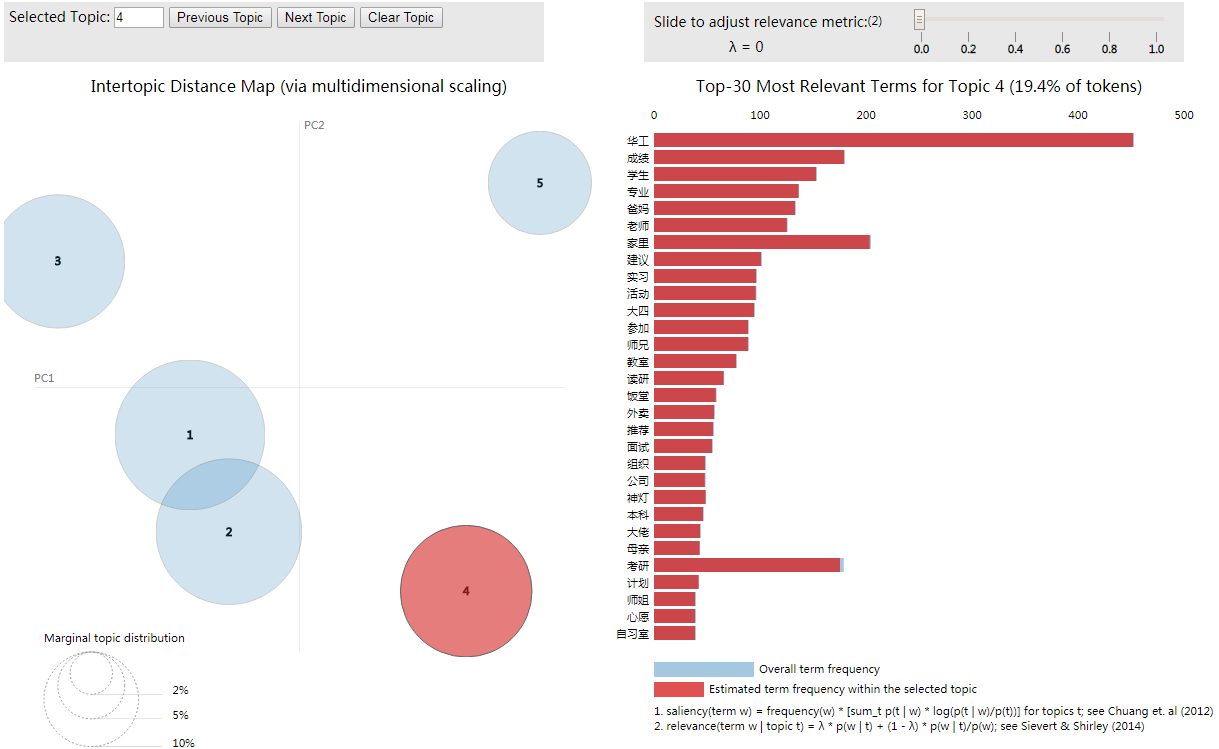 Selected Topic: 4 Previous Topic Next Topic Clear Topic
Slide to adjust relevance metric:(2)
λ = 0
0.0 0.2 0.4 0.6 0.8 1.0
Intertopic Distance Map (via multidimensional scaling)
PC2
PC1
5
3
1
2
4
Marginal topic distribution
2%
5%
10%
Top-30 Most Relevant Terms for Topic 4 (19.4% of tokens)
0 100 200 300 400 500
华工
成绩
学生
专业
爸妈
老师
家里
建议
实习
活动
大四
参加
师兄
教室
读研
饭堂
外卖
推荐
面试
组织
公司
神灯
本科
大佬
母亲
考研
计划
师姐
心愿
自习室
Overall term frequency
Estimated term frequency within the selected topic
1. saliency(term w) = frequency(w) * [sum_t p(t | w) * log(p(t | w)/p(t))] for topics t; see Chuang et. al (2012)
2. relevance(term w | topic t) = λ * p(w | t) + (1 - λ) * p(w | t)/p(w); see Sievert & Shirley (2014)